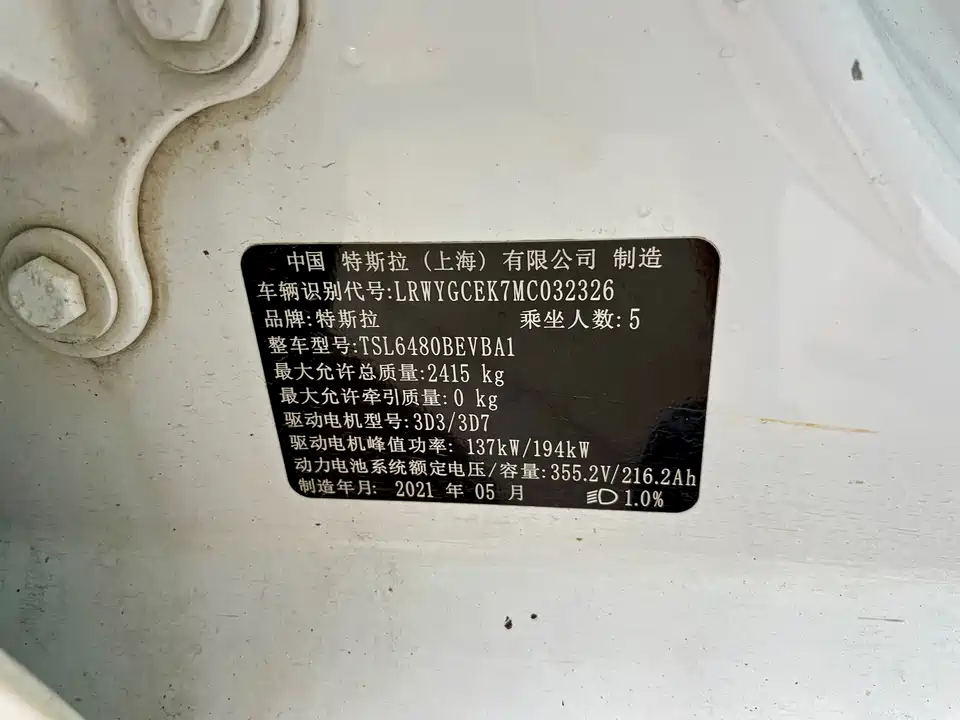 中国 特斯拉（上海）有限公司 制造
车辆识别代号:LRWYGCEK7MC032326
品牌:特斯拉 乘坐人数:5
整车型号:TSL6480BEVBA1
最大允许总质量:2415 kg
最大允许牵引质量:0 kg
驱动电机型号:3D3/3D7
驱动电机峰值功率: 137kW/194kW
动力电池系统额定电压/容量:355.2V/216.2Ah
制造年月: 2021 年 05 月 1.0%